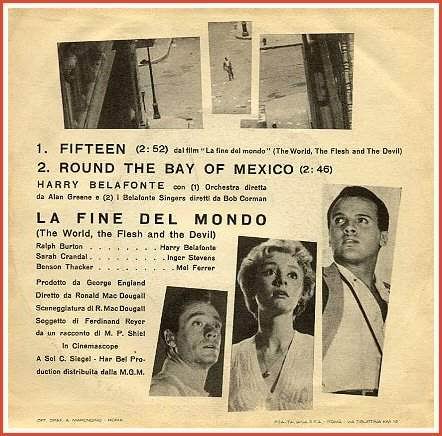 1. FIFTEEN (2:52) dal film "La fine del mondo" (The World, The Flesh and The Devil)
2. ROUND THE BAY OF MEXICO (2:46)
HARRY BELAFONTE con (1) Orchestra diretta
da Alan Greene e (2) i Belafonte Singers diretti da Bob Corman
LA FINE DEL MONDO
(The World, the Flesh and the Devil)
Ralph Burton . . . . . . . . Harry Belafonte
Sarah Crandal . . . . . . . . Inger Stevens
Benson Thacker . . . . . . . . Mel Ferrer
Prodotto da George England
Diretto da Ronald Mac Dougall
Sceneggiatura di R. Mac Dougall
Soggetto di Ferdinand Reyer
da un racconto di M. P. Shiel
In Cinemascope
A Sol C. Siegel - Har Bel Pro-
duction distribuita dalla M.G.M.
ROMA